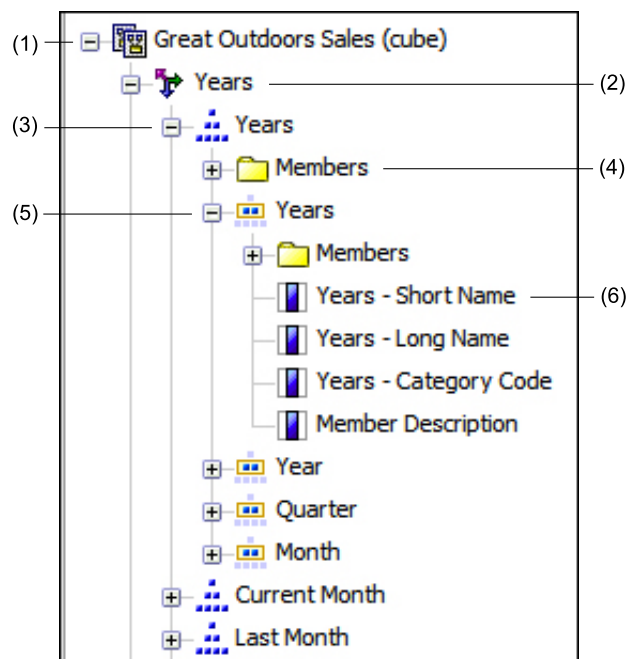 (1) Great Outdoors Sales (cube)
Years (2)
(3) Years
Members (4)
(5) Years
Members
Years - Short Name (6)
Years - Long Name
Years - Category Code
Member Description
Year
Quarter
Month
Current Month
Last Month